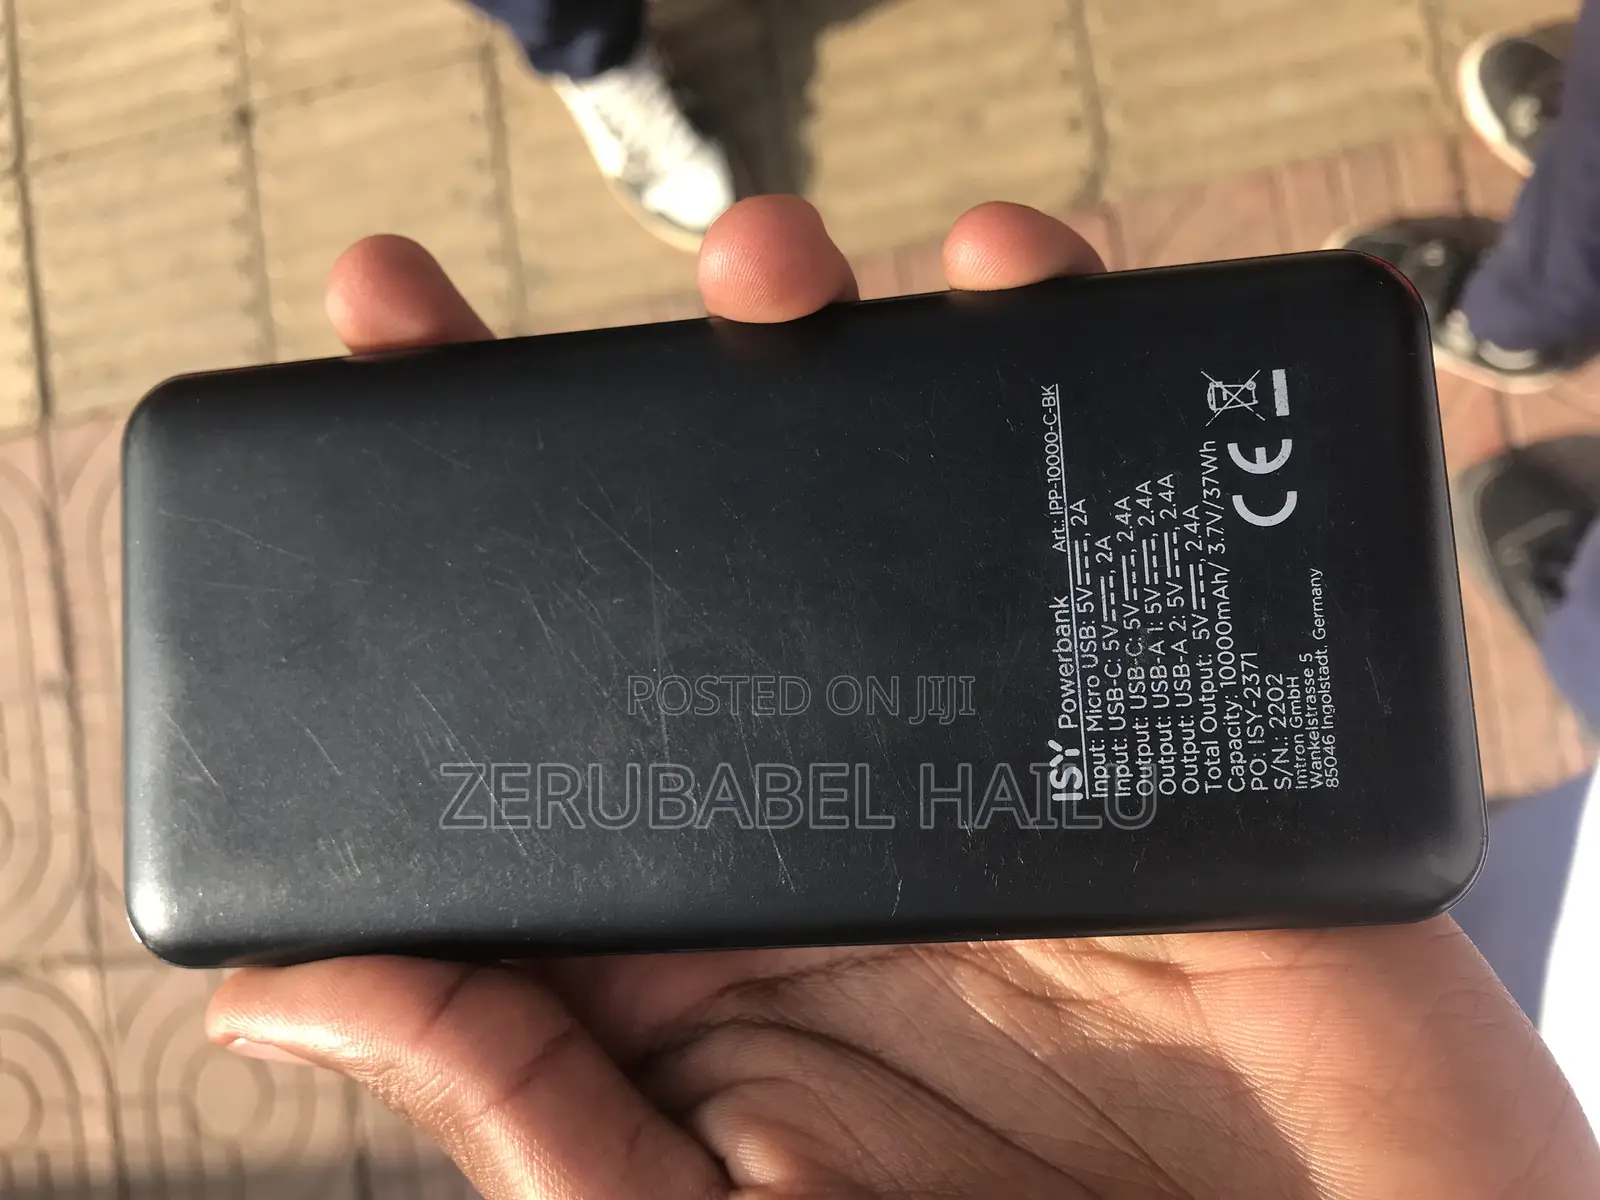 ISY Powerbank Art.: IPP-10000-C-BK
Input: Micro USB: 5V⎓, 2A
Input: USB-C: 5V⎓, 2A
Output: USB-C: 5V⎓, 2.4A
Output: USB-A 1: 5V⎓, 2.4A
Output: USB-A 2: 5V⎓, 2.4A
Total Output: 5V⎓, 2.4A
Capacity: 10000mAh/ 3.7V/37Wh
PO: ISY-2371
S/N.: 2202
Imtron GmbH
Wankelstrasse 5
85046 Ingolstadt. Germany
CE
POSTED ON JIJI
ZERUBABEL HAILU